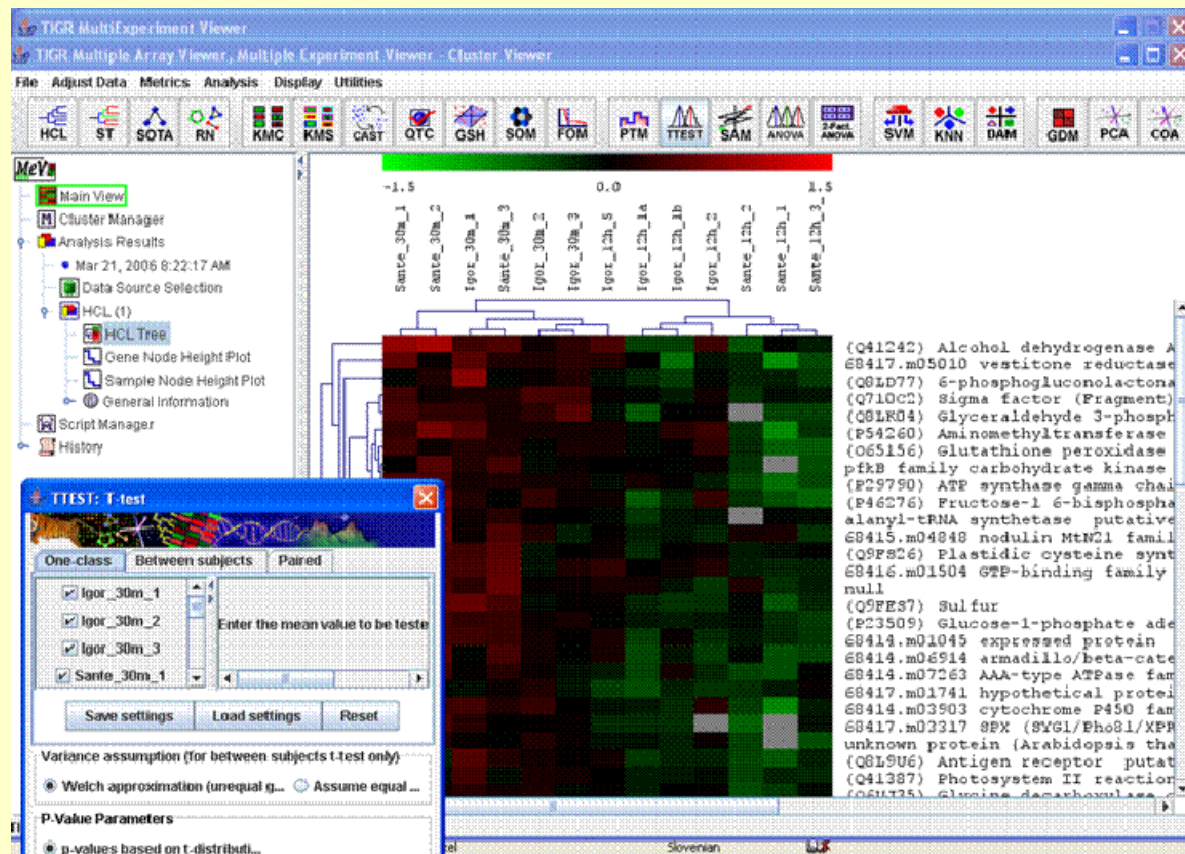 TIGR MultiExperiment Viewer
TIGR Multiple Array Viewer, Multiple Experiment Viewer - Cluster Viewer
File Adjust Data Metrics Analysis Display Utilities
HCL ST SOTA RN KMC KMS CAST QTC GSH SOM FOM PTM TTEST SAM ANOVA 2-Fact. ANOVA SVM KNN DAM GDM PCA COA
MeV
Main View
Cluster Manager
Analysis Results
Mar 21, 2006 8:22:17 AM
Data Source Selection
HCL (1)
HCL Tree
Gene Node Height Plot
Sample Node Height Plot
General Information
Script Manager
History
-1.5 0.0 1.5
Sante_30m_1
Sante_30m_2
Igor_30m_1
Sante_30m_3
Igor_30m_2
Igor_30m_3
Igor_12h_5
Igor_12h_1a
Igor_12h_1b
Igor_12h_2
Sante_12h_2
Sante_12h_1
Sante_12h_3_
(Q41242) Alcohol dehydrogenase A
68417.m05010 vestitone reductase
(Q8LD77) 6-phosphogluconolactona
(Q710C2) Sigma factor (Fragment)
(Q8LK04) Glyceraldehyde 3-phosph
(P54260) Aminomethyltransferase
(O65156) Glutathione peroxidase
pfkB family carbohydrate kinase
(P29790) ATP synthase gamma chai
(P46276) Fructose-1 6-bisphospha
alanyl-tRNA synthetase putative
68415.m04848 nodulin MtN21 famil
(Q9FS26) Plastidic cysteine synt
68416.m01504 GTP-binding family
null
(Q9FES7) Sulfur
(P23509) Glucose-1-phosphate ade
68414.m01045 expressed protein
68414.m06914 armadillo/beta-cate
68414.m07263 AAA-type ATPase fam
68417.m01741 hypothetical protei
68414.m03903 cytochrome P450 fam
68417.m03317 SPX (SYG1/Pho81/XPR
unknown protein (Arabidopsis tha
(Q8L9U6) Antigen receptor putat
(Q41387) Photosystem II reaction
TTEST: T-test
One-class Between subjects Paired
Igor_30m_1
Igor_30m_2
Igor_30m_3
Sante_30m_1
Enter the mean value to be teste
Save settings Load settings Reset
Variance assumption (for between subjects t-test only)
Welch approximation (unequal g... Assume equal ...
P-Value Parameters
p-values based on t-distributi...
Slovenian